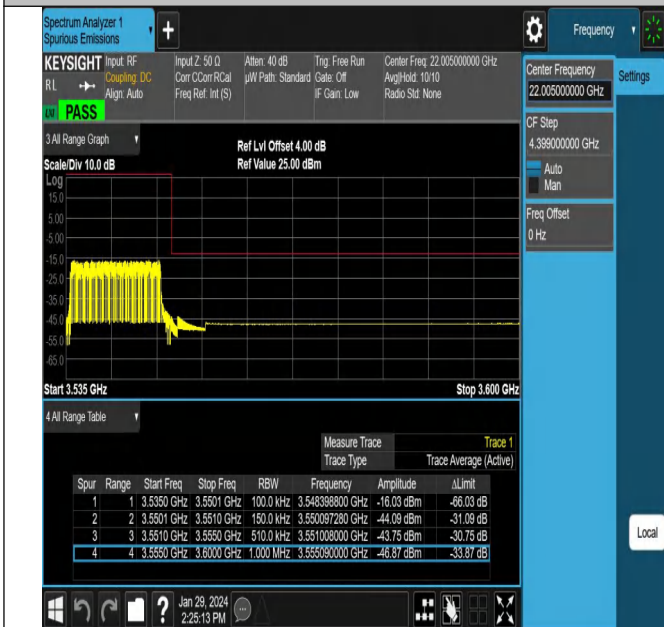 Spectrum Analyzer 1
Spurious Emissions
+
Frequency
KEYSIGHT
RL
Input: RF
Coupling: DC
Align: Auto
Input Z: 50 Ω
Corr CCorr RCal
Freq Ref: Int (S)
Atten: 40 dB
µW Path: Standard
Trig: Free Run
Gate: Off
IF Gain: Low
Center Freq: 22.005000000 GHz
Avg|Hold: 10/10
Radio Std: None
PASS
Center Frequency
22.005000000 GHz
Settings
CF Step
4.399000000 GHz
Auto
Man
Freq Offset
0 Hz
3 All Range Graph
Ref Lvl Offset 4.00 dB
Scale/Div 10.0 dB
Ref Value 25.00 dBm
Log
15.0
5.00
-5.00
-15.0
-25.0
-35.0
-45.0
-55.0
-65.0
Start 3.535 GHz
Stop 3.600 GHz
4 All Range Table
Measure Trace Trace 1
Trace Type Trace Average (Active)
Spur Range Start Freq Stop Freq RBW Frequency Amplitude ΔLimit
1 1 3.5350 GHz 3.5501 GHz 100.0 kHz 3.548398800 GHz -16.03 dBm -66.03 dB
2 2 3.5501 GHz 3.5510 GHz 150.0 kHz 3.550097280 GHz -44.09 dBm -31.09 dB
3 3 3.5510 GHz 3.5550 GHz 510.0 kHz 3.551008000 GHz -43.75 dBm -30.75 dB
4 4 3.5550 GHz 3.6000 GHz 1.000 MHz 3.555090000 GHz -46.87 dBm -33.87 dB
Local
?
Jan 29, 2024
2:25:13 PM